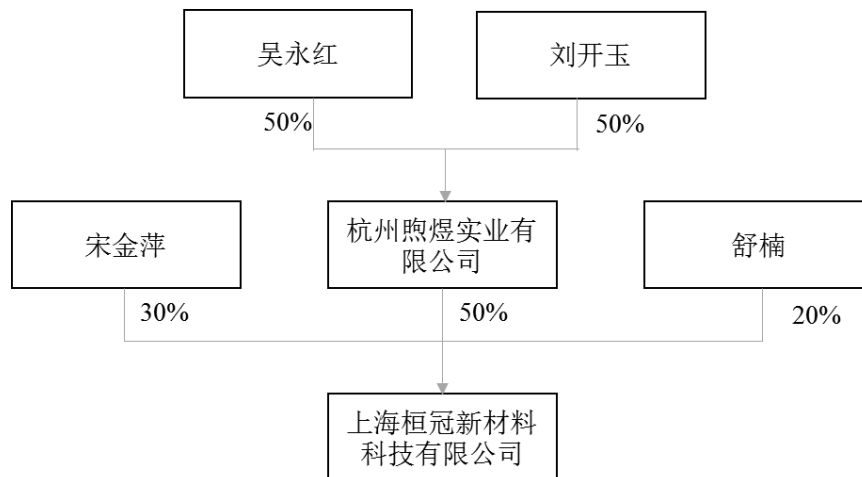 吴永红
刘开玉
50%
50%
宋金萍
杭州煦煜实业有
限公司
舒楠
30%
50%
20%
上海桓冠新材料
科技有限公司